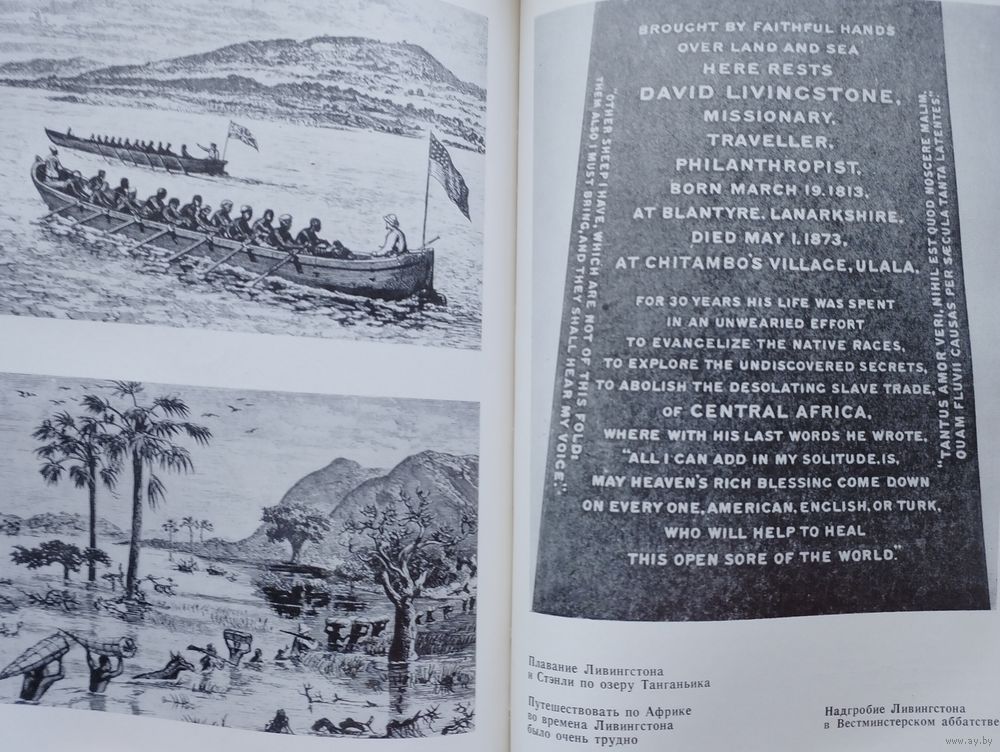 BROUGHT BY FAITHFUL HANDS
OVER LAND AND SEA
HERE RESTS
DAVID LIVINGSTONE,
MISSIONARY,
TRAVELLER,
PHILANTHROPIST,
BORN MARCH 19.1813,
AT BLANTYRE, LANARKSHIRE,
DIED MAY 1.1873,
AT CHITAMBO'S VILLAGE, ULALA.
FOR 30 YEARS HIS LIFE WAS SPENT
IN AN UNWEARIED EFFORT
TO EVANGELIZE THE NATIVE RACES,
TO EXPLORE THE UNDISCOVERED SECRETS,
TO ABOLISH THE DESOLATING SLAVE TRADE,
OF CENTRAL AFRICA,
WHERE WITH HIS LAST WORDS HE WROTE,
"ALL I CAN ADD IN MY SOLITUDE, IS,
MAY HEAVEN'S RICH BLESSING COME DOWN
ON EVERY ONE, AMERICAN, ENGLISH, OR TURK,
WHO WILL HELP TO HEAL
THIS OPEN SORE OF THE WORLD."
"OTHER SHEEP I HAVE, WHICH ARE NOT OF THIS FOLD,
THEM ALSO I MUST BRING, AND THEY SHALL HEAR MY VOICE."
"TANTUS AMOR VERI, NIHIL EST QUOD NOSCERE MALIM,
QUAM FLUVII CAUSAS PER SÆCULA TANTA LATENTES."
Плавание Ливингстона
и Стэнли по озеру Танганьика
Путешествовать по Африке
во времена Ливингстона
было очень трудно
Надгробие Ливингстона
в Вестминстерском аббатстве
www.ay.by